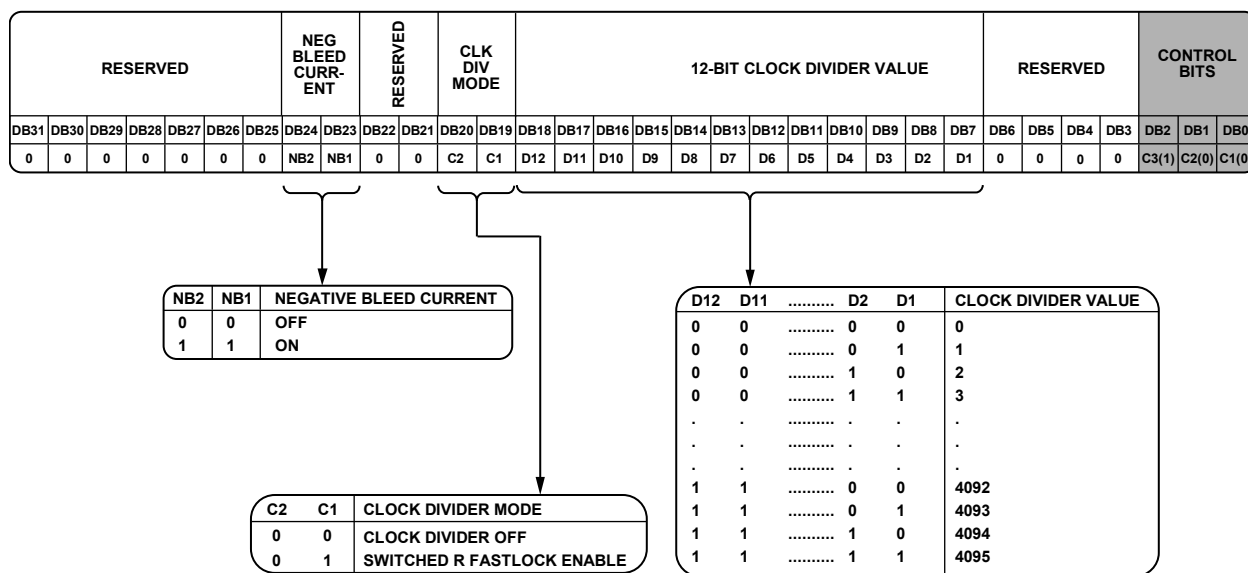 RESERVED
NEG
BLEED
CURR-
ENT
RESERVED
CLK
DIV
MODE
12-BIT CLOCK DIVIDER VALUE
RESERVED
CONTROL
BITS
DB31 DB30 DB29 DB28 DB27 DB26 DB25 DB24 DB23 DB22 DB21 DB20 DB19 DB18 DB17 DB16 DB15 DB14 DB13 DB12 DB11 DB10 DB9 DB8 DB7 DB6 DB5 DB4 DB3 DB2 DB1 DB0
0 0 0 0 0 0 0 NB2 NB1 0 0 C2 C1 D12 D11 D10 D9 D8 D7 D6 D5 D4 D3 D2 D1 0 0 0 0 C3(1) C2(0) C1(0
NB2 NB1 NEGATIVE BLEED CURRENT
0 0 OFF
1 1 ON
C2 C1 CLOCK DIVIDER MODE
0 0 CLOCK DIVIDER OFF
0 1 SWITCHED R FASTLOCK ENABLE
D12 D11 .......... D2 D1 CLOCK DIVIDER VALUE
0 0 .......... 0 0 0
0 0 .......... 0 1 1
0 0 .......... 1 0 2
0 0 .......... 1 1 3
. . .......... . . .
. . .......... . . .
. . .......... . . .
1 1 .......... 0 0 4092
1 1 .......... 0 1 4093
1 1 .......... 1 0 4094
1 1 .......... 1 1 4095